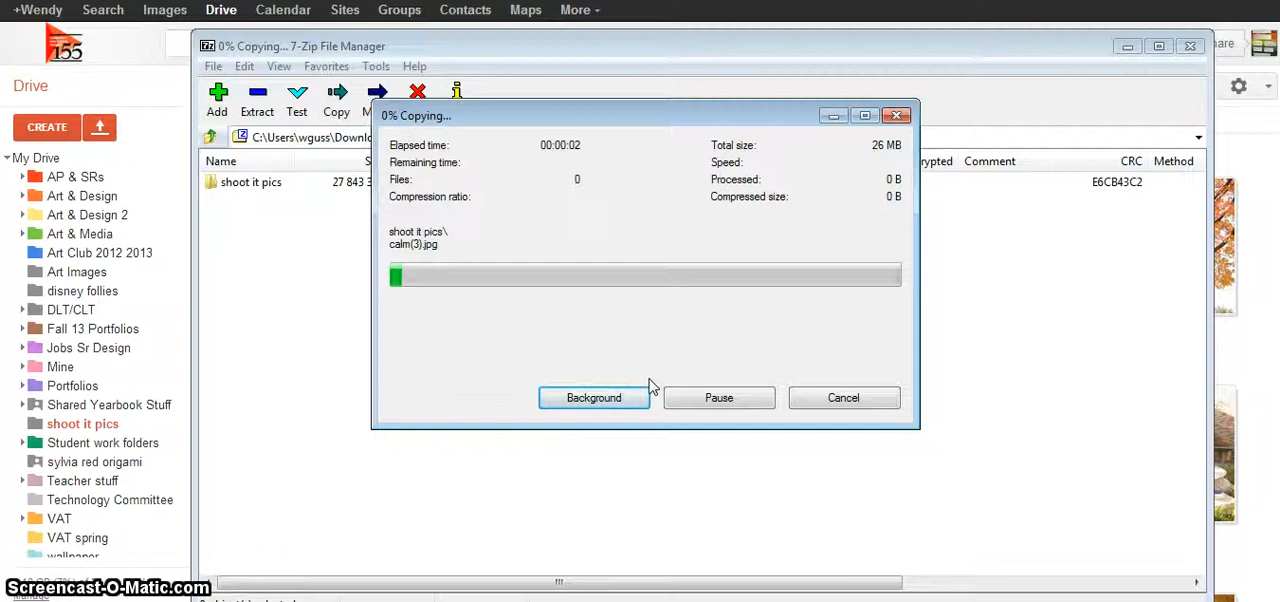 +Wendy Search Images Drive Calendar Sites Groups Contacts Maps More
155
0% Copying... 7-Zip File Manager
File Edit View Favorites Tools Help
Add Extract Test Copy
C:\Users\wguss\Downlo
Name
Comment CRC Method
shoot it pics 27 843 E6CB43C2
Drive
CREATE
My Drive
AP & SRs
Art & Design
Art & Design 2
Art & Media
Art Club 2012 2013
Art Images
disney follies
DLT/CLT
Fall 13 Portfolios
Jobs Sr Design
Mine
Portfolios
Shared Yearbook Stuff
shoot it pics
Student work folders
sylvia red origami
Teacher stuff
Technology Committee
VAT
VAT spring
wallpaper
0% Copying...
Elapsed time: 00:00:02 Total size: 26 MB
Remaining time: Speed:
Files: 0 Processed: 0 B
Compression ratio: Compressed size: 0 B
shoot it pics\
calm(3).jpg
Background Pause Cancel
Screencast-O-Matic.com